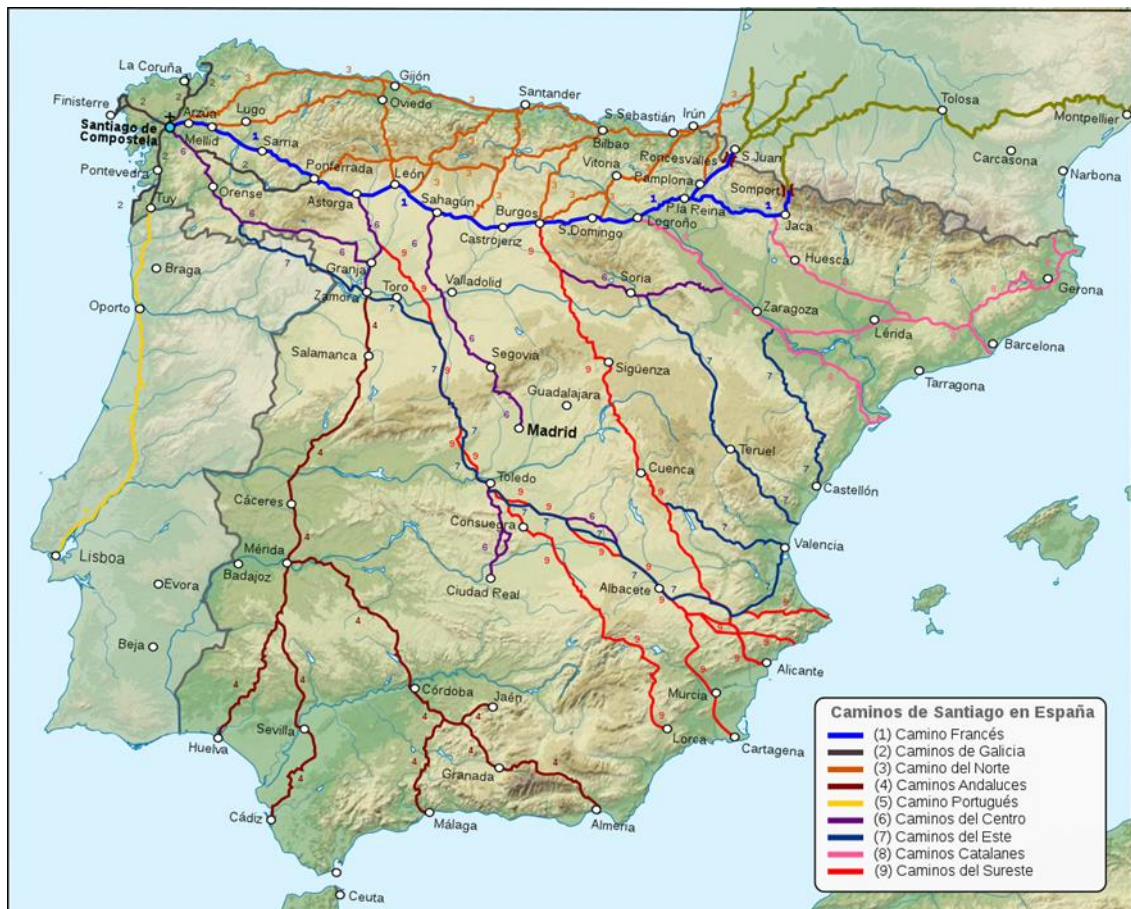 La Coruña
Gijón
Finisterre
Arzúa
Lugo
Oviedo
Santander
Santiago de
Compostela
Mellid
Sarria
S.Sebastián
Irún
Bilbao
Tolosa
Montpellier
Pontevedra
Orense
Ponferrada
León
Vitoria
Roncesvalles
S.Juan
Carcasona
Narbona
Tuy
Astorga
Sahagún
Burgos
Pamplona
Somport
Castrojeriz
S.Domingo
Logroño
P.la Reina
Jaca
Braga
Granja
Huesca
Gerona
Zamora
Toro
Valladolid
Soria
Oporto
Zaragoza
Lérida
Barcelona
Salamanca
Segovia
Sigüenza
Tarragona
Guadalajara
Madrid
Teruel
Cáceres
Toledo
Cuenca
Castellón
Consuegra
Lisboa
Mérida
Badajoz
Valencia
Evora
Ciudad Real
Albacete
Beja
Alicante
Córdoba
Jaén
Murcia
Huelva
Sevilla
Lorca
Cartagena
Granada
Cádiz
Málaga
Almería
Ceuta
Caminos de Santiago en España
(1) Camino Francés
(2) Caminos de Galicia
(3) Camino del Norte
(4) Caminos Andaluces
(5) Camino Portugués
(6) Caminos del Centro
(7) Caminos del Este
(8) Caminos Catalanes
(9) Caminos del Sureste